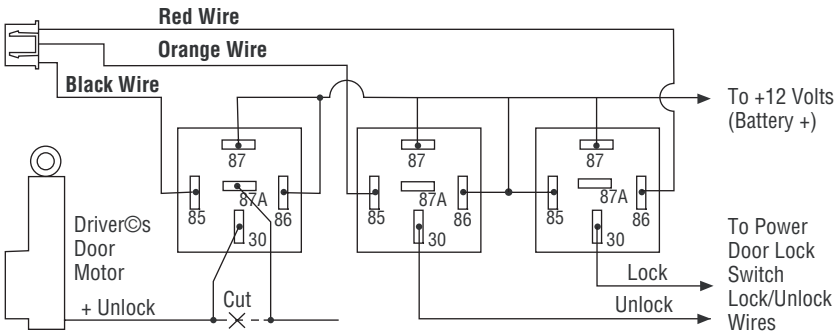 Red Wire
Orange Wire
Black Wire
To +12 Volts
(Battery +)
87
87A
85
86
30
87
85
86
30
87
87A
85
86
30
Driver©s
Door
Motor
+ Unlock
Cut
Lock
Unlock
To Power
Door Lock
Switch
Lock/Unlock
Wires